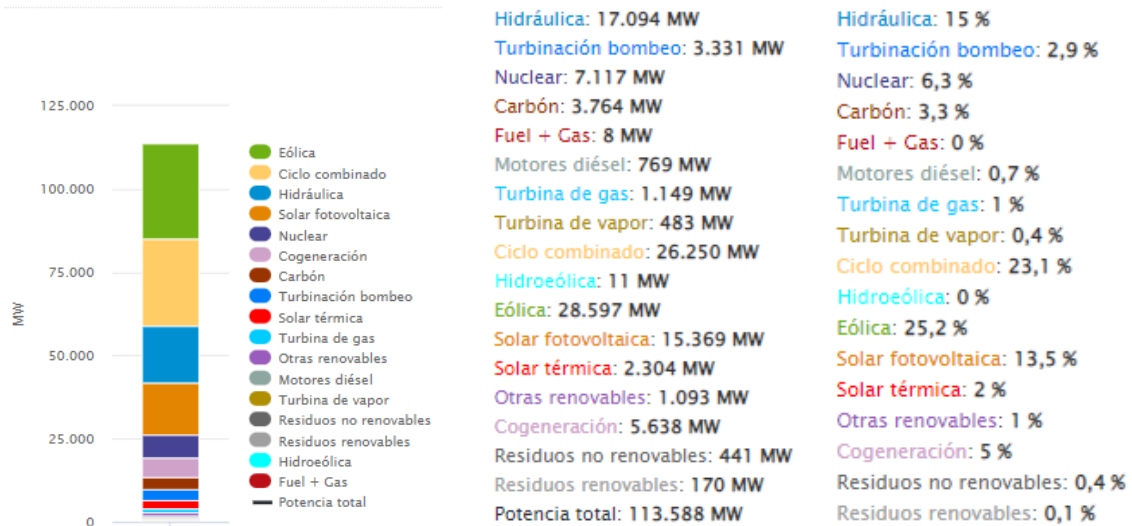 125.000
100.000
75.000
50.000
25.000
0
MW
Eólica
Ciclo combinado
Hidráulica
Solar fotovoltaica
Nuclear
Cogeneración
Carbón
Turbinación bombeo
Solar térmica
Turbina de gas
Otras renovables
Motores diésel
Turbina de vapor
Residuos no renovables
Residuos renovables
Hidroeólica
Fuel + Gas
Potencia total
Hidráulica: 17.094 MW
Turbinación bombeo: 3.331 MW
Nuclear: 7.117 MW
Carbón: 3.764 MW
Fuel + Gas: 8 MW
Motores diésel: 769 MW
Turbina de gas: 1.149 MW
Turbina de vapor: 483 MW
Ciclo combinado: 26.250 MW
Hidroeólica: 11 MW
Eólica: 28.597 MW
Solar fotovoltaica: 15.369 MW
Solar térmica: 2.304 MW
Otras renovables: 1.093 MW
Cogeneración: 5.638 MW
Residuos no renovables: 441 MW
Residuos renovables: 170 MW
Potencia total: 113.588 MW
Hidráulica: 15 %
Turbinación bombeo: 2,9 %
Nuclear: 6,3 %
Carbón: 3,3 %
Fuel + Gas: 0 %
Motores diésel: 0,7 %
Turbina de gas: 1 %
Turbina de vapor: 0,4 %
Ciclo combinado: 23,1 %
Hidroeólica: 0 %
Eólica: 25,2 %
Solar fotovoltaica: 13,5 %
Solar térmica: 2 %
Otras renovables: 1 %
Cogeneración: 5 %
Residuos no renovables: 0,4 %
Residuos renovables: 0,1 %